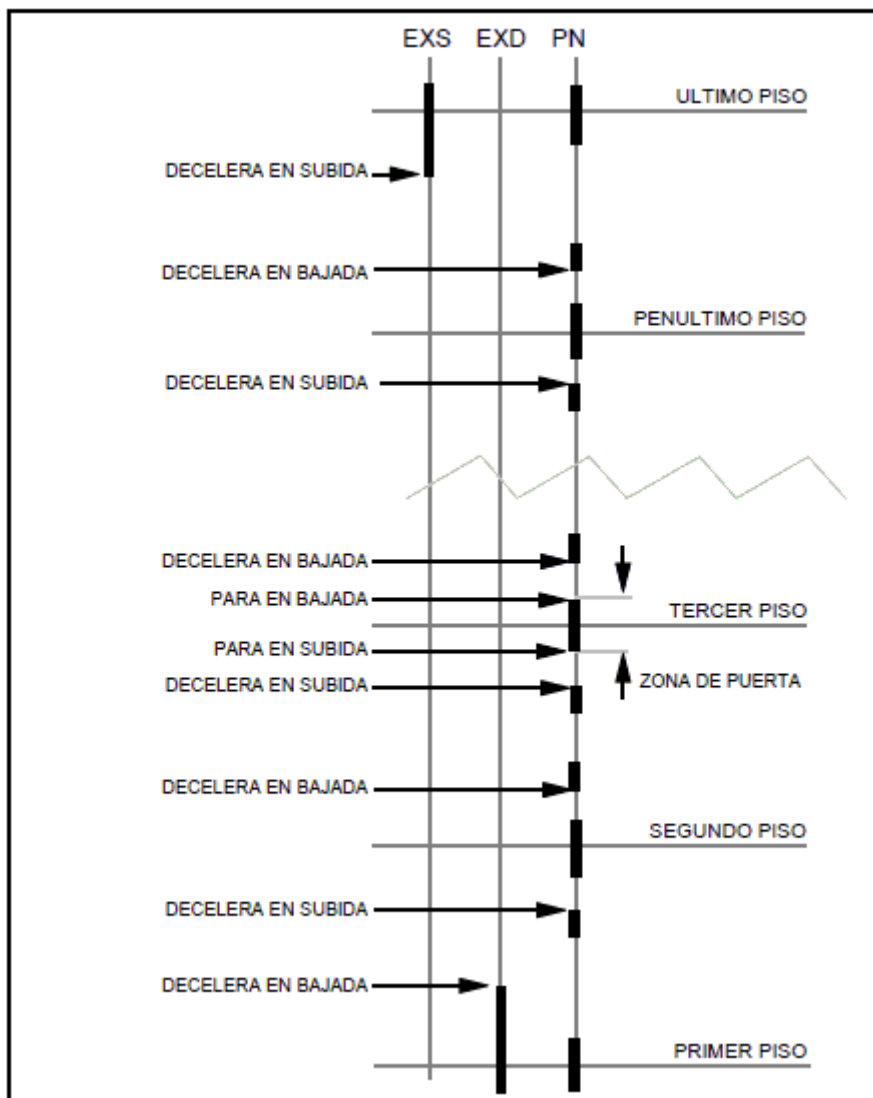 EXS EXD PN
ULTIMO PISO
DECELERA EN SUBIDA
DECELERA EN BAJADA
PENULTIMO PISO
DECELERA EN SUBIDA
DECELERA EN BAJADA
PARA EN BAJADA
TERCER PISO
PARA EN SUBIDA
DECELERA EN SUBIDA
ZONA DE PUERTA
DECELERA EN BAJADA
SEGUNDO PISO
DECELERA EN SUBIDA
DECELERA EN BAJADA
PRIMER PISO